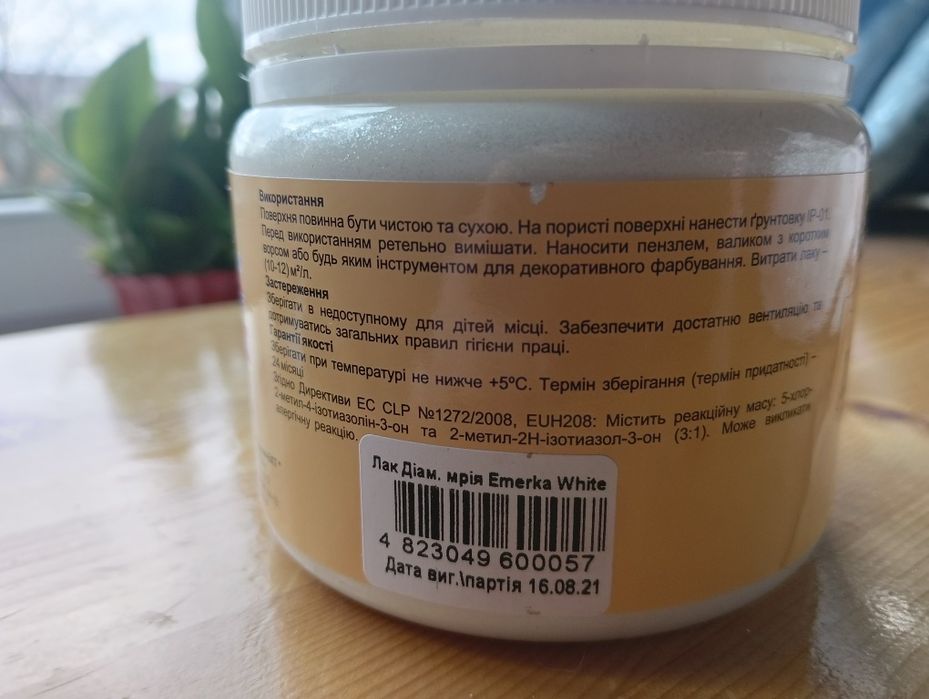 Використання
Поверхня повинна бути чистою та сухою. На пористі поверхні нанести ґрунтовку ІР-01.
Перед використанням ретельно вимішати. Наносити пензлем, валиком з коротким
ворсом або будь яким інструментом для декоративного фарбування. Витрати лаку –
(10-12)м²/л.
Застереження
Зберігати в недоступному для дітей місці. Забезпечити достатню вентиляцію та
дотримуватись загальних правил гігієни праці.
Гарантії якості
Зберігати при температурі не нижче +5ºС. Термін зберігання (термін придатності) –
24 місяці
Згідно Директиви ЕС CLP №1272/2008, EUH208: Містить реакційну масу: 5-хлор-
2-метил-4-ізотиазолін-3-он та 2-метил-2Н-ізотиазол-3-он (3:1). Може викликати
алергічну реакцію.
Лак Діам. мрія Emerka White
4 823049 600057
Дата виг.\партія 16.08.21